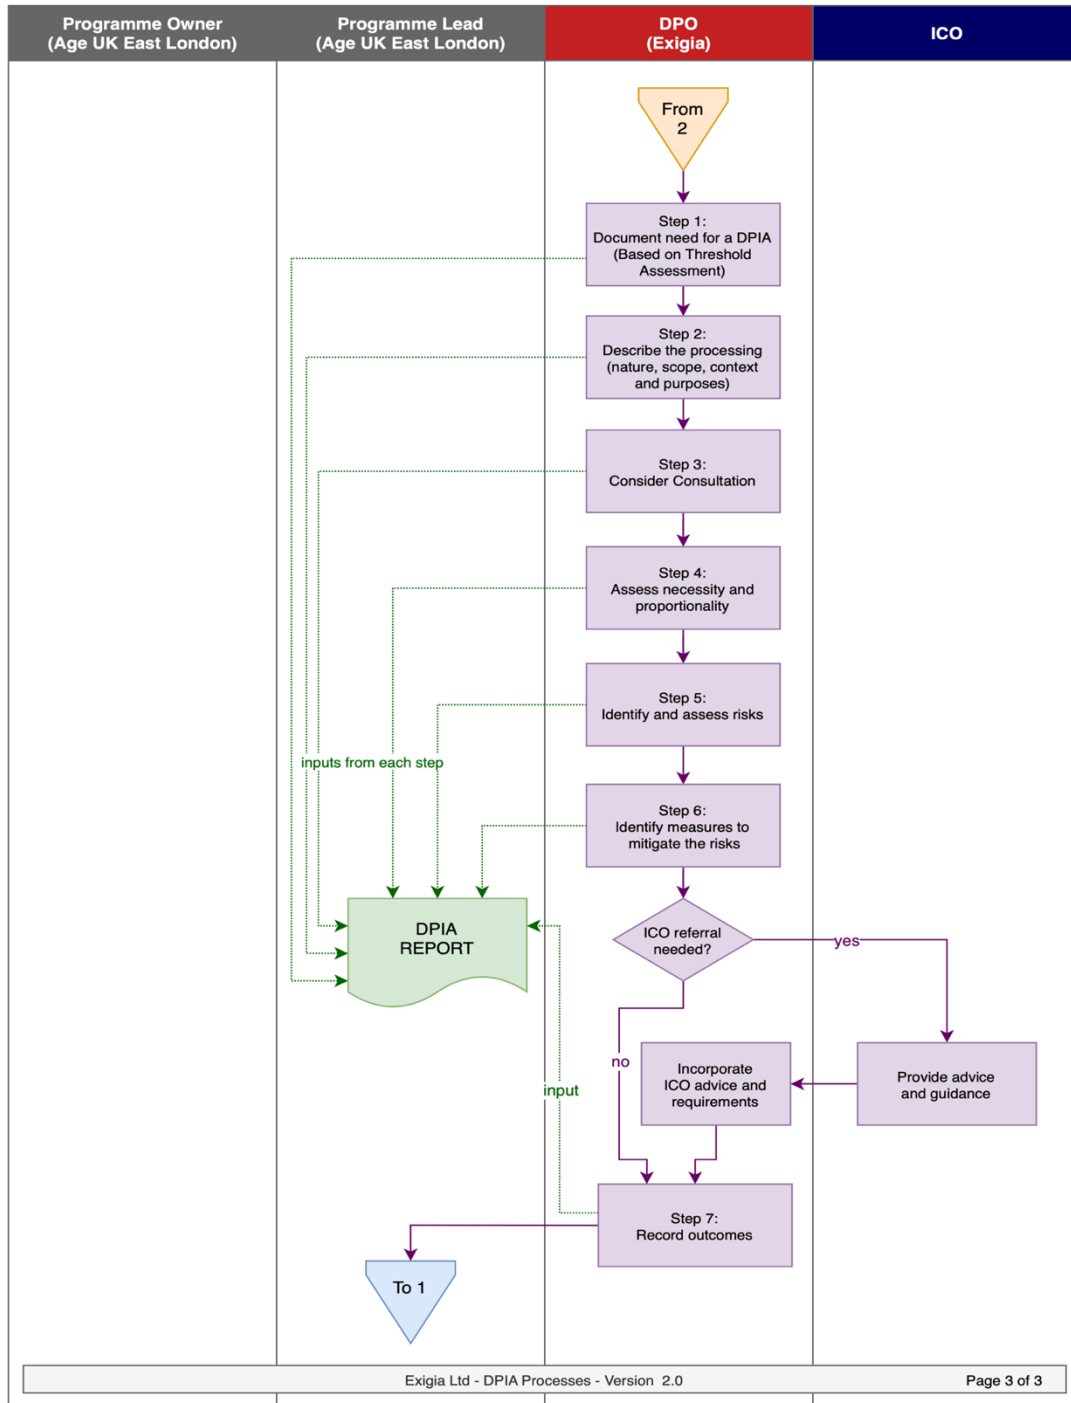 Programme Owner
(Age UK East London)
Programme Lead
(Age UK East London)
DPO
(Exigia)
ICO
From
2
Step 1:
Document need for a DPIA
(Based on Threshold
Assessment)
Step 2:
Describe the processing
(nature, scope, context
and purposes)
Step 3:
Consider Consultation
Step 4:
Assess necessity and
proportionality
Step 5:
Identify and assess risks
inputs from each step
Step 6:
Identify measures to
mitigate the risks
DPIA
REPORT
ICO referral
needed?
yes
no
Incorporate
ICO advice and
requirements
Provide advice
and guidance
input
Step 7:
Record outcomes
To 1
Exigia Ltd - DPIA Processes - Version 2.0
Page 3 of 3